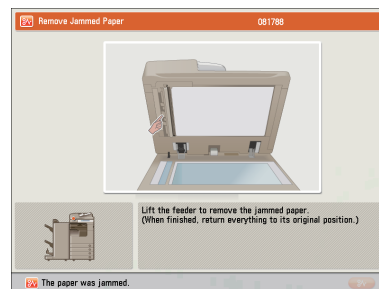 Remove Jammed Paper 081788
Lift the feeder to remove the jammed paper.
(When finished, return everything to its original position.)
The paper was jammed.